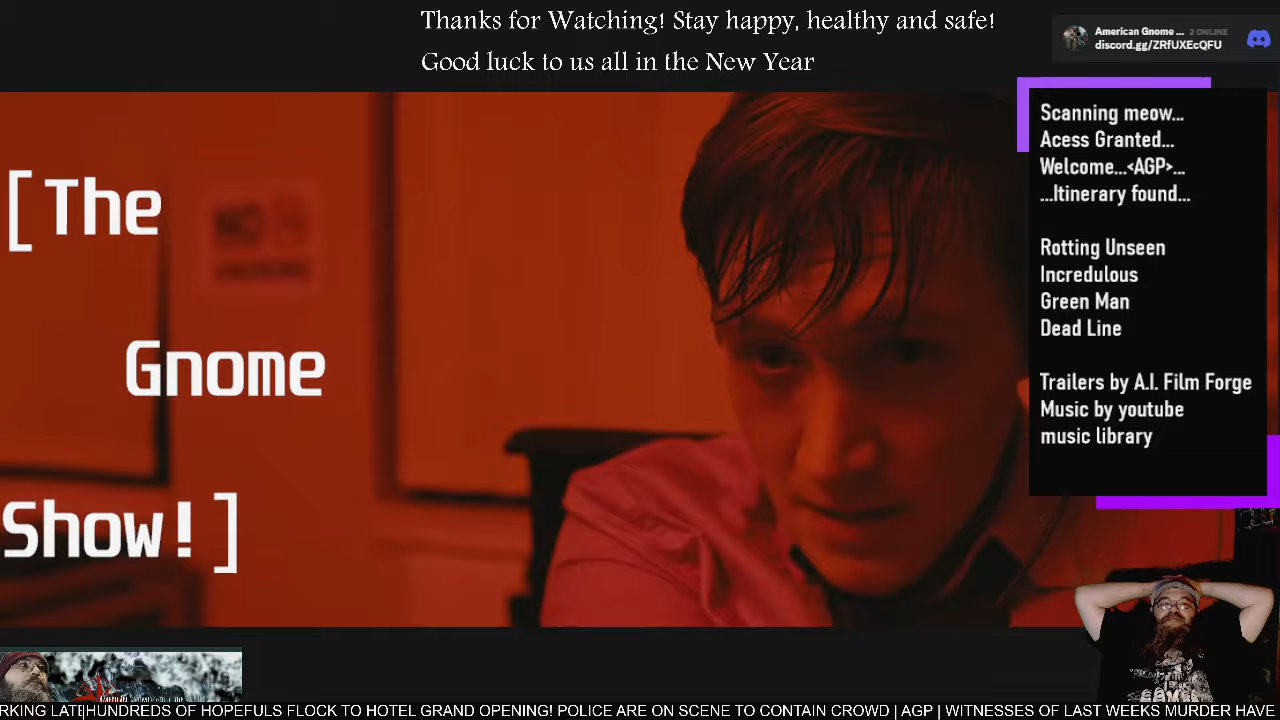 Thanks for Watching! Stay happy, healthy and safe!
Good luck to us all in the New Year
American Gnome ... 2 ONLINE
discord.gg/ZRfUXEcQFU
Scanning meow...
Acess Granted...
Welcome...<AGP>...
...Itinerary found...
Rotting Unseen
Incredulous
Green Man
Dead Line
Trailers by A.I. Film Forge
Music by youtube
music library
[The
Gnome
Show!]
NO
RKING LATE|HUNDREDS OF HOPEFULS FLOCK TO HOTEL GRAND OPENING! POLICE ARE ON SCENE TO CONTAIN CROWD | AGP | WITNESSES OF LAST WEEKS MURDER HAVE